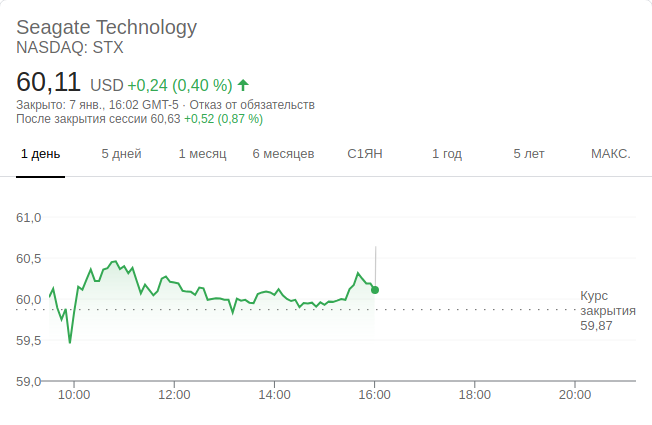 Seagate Technology
NASDAQ: STX
60,11 USD +0,24 (0,40 %)
Закрыто: 7 янв., 16:02 GMT-5 · Отказ от обязательств
После закрытия сессии 60,63 +0,52 (0,87 %)
1 день 5 дней 1 месяц 6 месяцев С1ЯН 1 год 5 лет МАКС.
61,0
60,5
60,0
59,5
59,0
Курс
закрытия
59,87
10:00 12:00 14:00 16:00 18:00 20:00